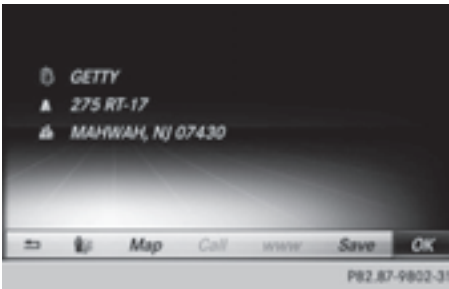 GETTY
275 RT-17
MAHWAH, NJ 07430
Map Call www Save OK
P82.87-9802-31